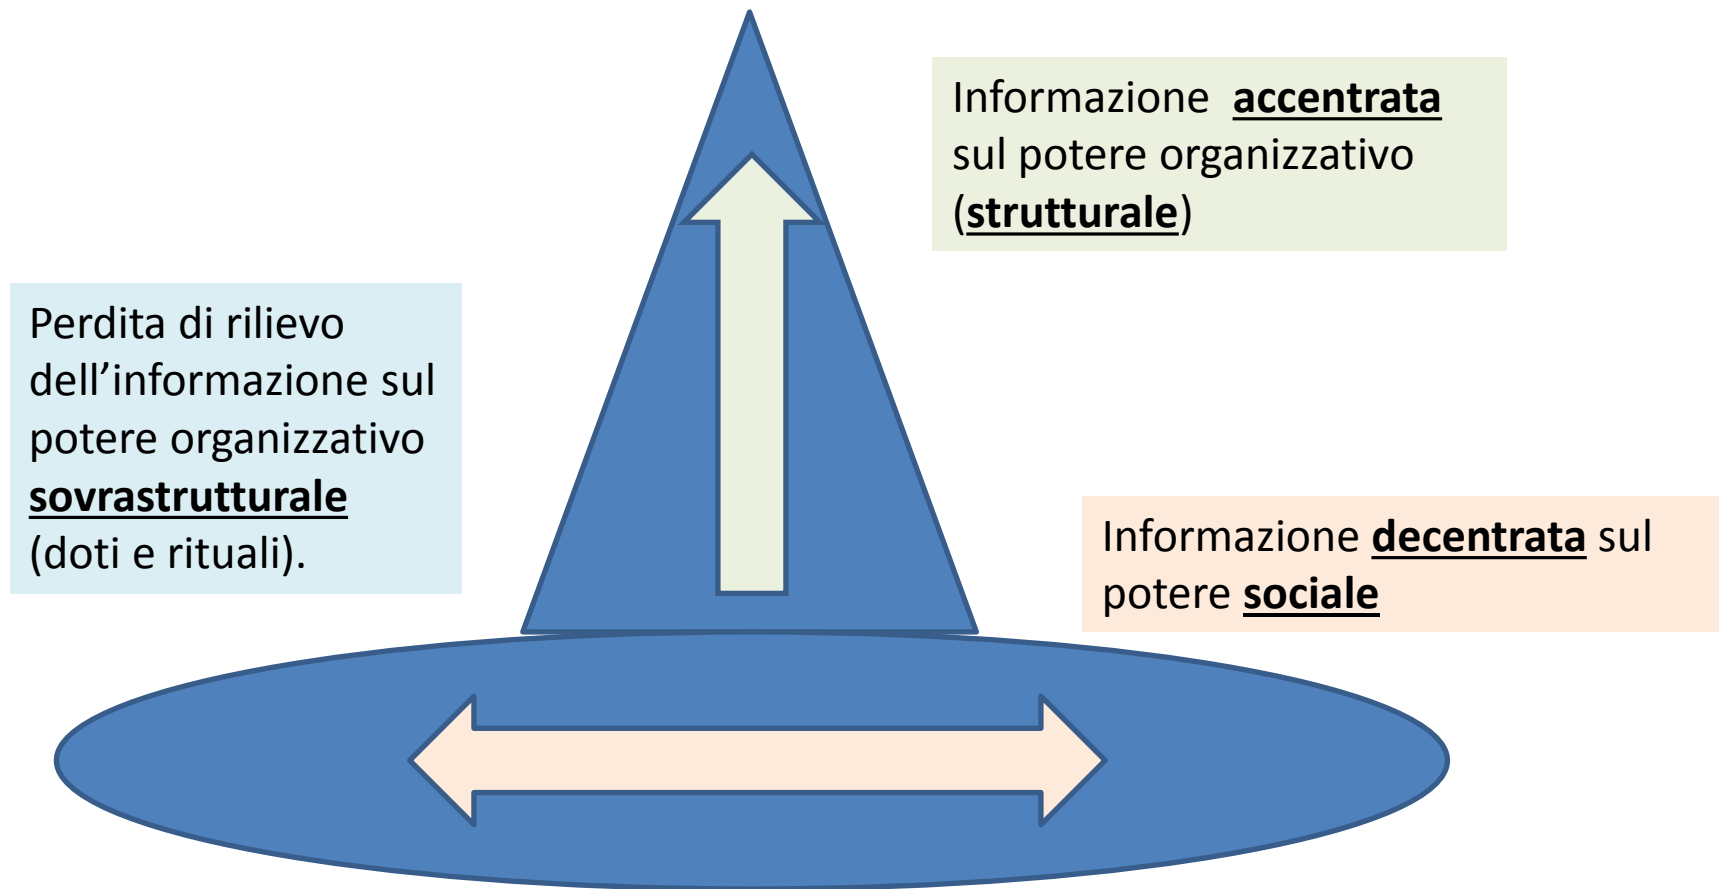 Informazione accentrata
sul potere organizzativo
(strutturale)
Perdita di rilievo
dell’informazione sul
potere organizzativo
sovrastrutturale
(doti e rituali).
Informazione decentrata sul
potere sociale